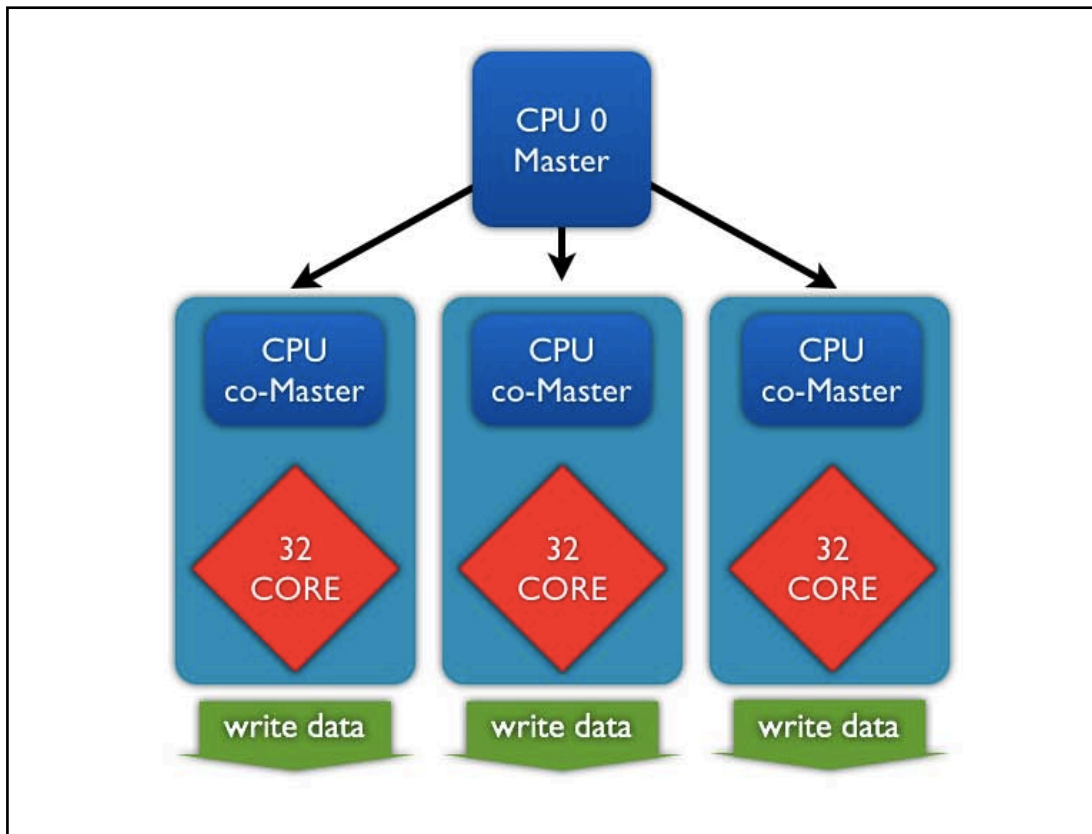 CPU 0
Master
CPU
co-Master
CPU
co-Master
CPU
co-Master
32
CORE
32
CORE
32
CORE
write data
write data
write data